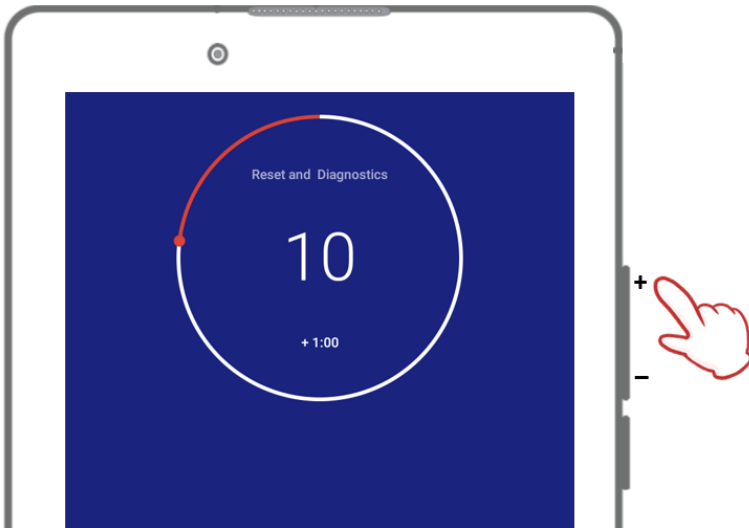 Reset and Diagnostics
10
+ 1:00
+
−